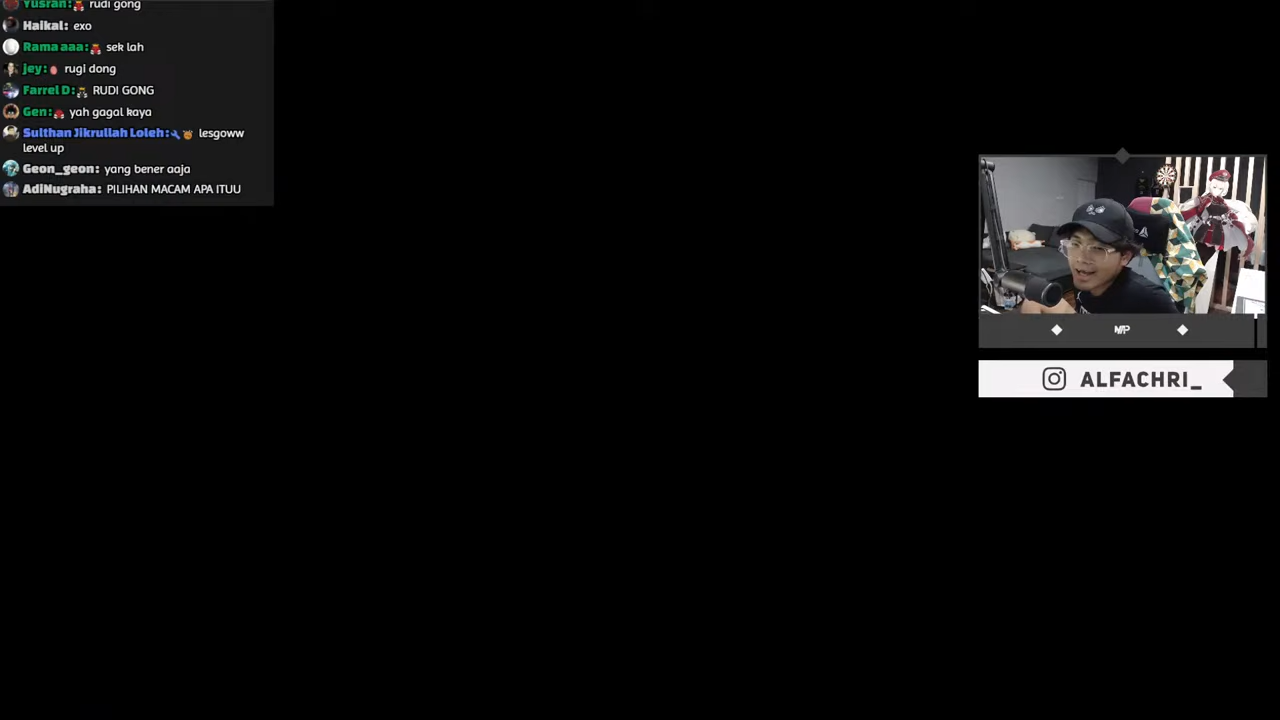 Yusran: rudi gong
Haikal: exo
Rama aaa: sek lah
jey: rugi dong
Farrel D: RUDI GONG
Gen: yah gagal kaya
Sulthan Jikrullah Loleh: lesgoww
level up
Geon_geon: yang bener aaja
AdiNugraha: PILIHAN MACAM APA ITUU
ALFACHRI_